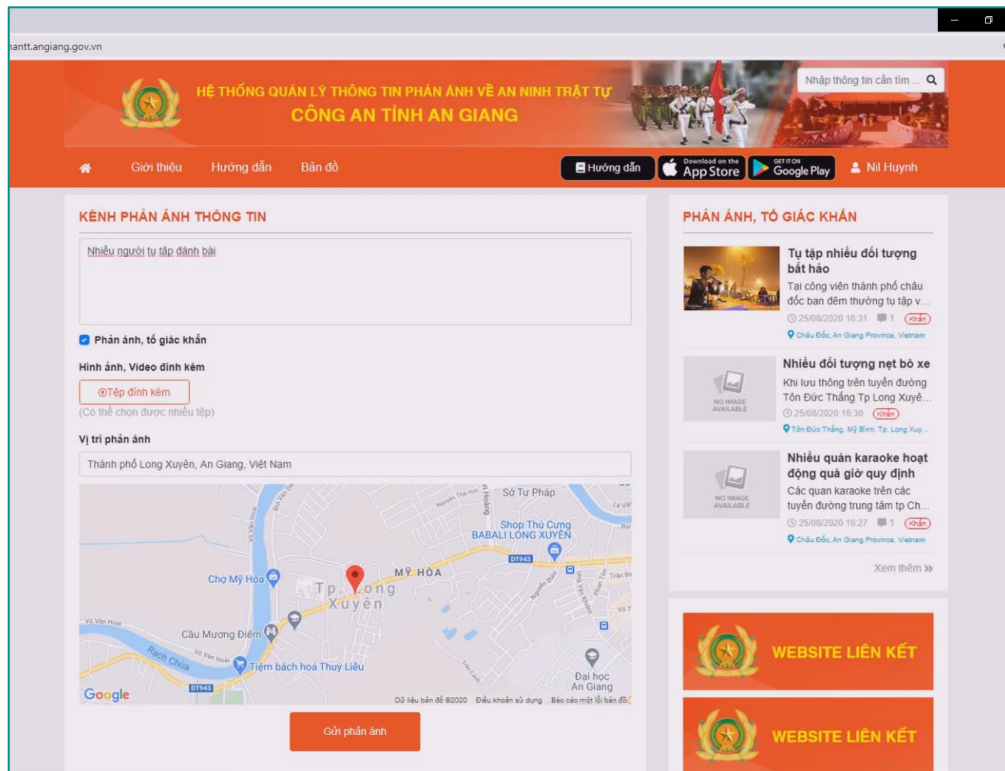 hantt.angiang.gov.vn
HỆ THỐNG QUẢN LÝ THÔNG TIN PHẢN ÁNH VỀ AN NINH TRẬT TỰ
CÔNG AN TỈNH AN GIANG
Nhập thông tin cần tìm ...
Giới thiệu Hướng dẫn Bản đồ
Hướng dẫn
Download on the
App Store
GET IT ON
Google Play
Nil Huynh
KÊNH PHẢN ÁNH THÔNG TIN
Nhiều người tụ tập đánh bài
Phản ánh, tố giác khẩn
Hình ảnh, Video đính kèm
Tệp đính kèm
(Có thể chọn được nhiều tệp)
Vị trí phản ánh
Thành phố Long Xuyên, An Giang, Việt Nam
Sở Tư Pháp
Shop Thú Cưng
BABALI LONG XUYÊN
DT943
MỸ HÒA
Chợ Mỹ Hòa
Tp. Long
Xuyên
Cầu Mương Điểm
Võ Văn Hoài
Rạch Chùa
Tiệm bách hoá Thuý Liễu
Đại học
An Giang
DT943
Google
Dữ liệu bản đồ ©2020 Điều khoản sử dụng Báo cáo một lỗi bản đồ
Gửi phản ánh
PHẢN ÁNH, TỐ GIÁC KHẨN
Tụ tập nhiều đối tượng
bất hảo
Tại công viên thành phố châu
đốc ban đêm thường tụ tập v...
25/08/2020 16:31 1 Khẩn
Châu Đốc, An Giang Province, Vietnam
NO IMAGE
AVAILABLE
Nhiều đối tượng nẹt bô xe
Khi lưu thông trên tuyến đường
Tôn Đức Thắng Tp Long Xuyê...
25/08/2020 16:30 Khẩn
Tôn Đức Thắng, Mỹ Bình, Tp. Long Xuy...
NO IMAGE
AVAILABLE
Nhiều quán karaoke hoạt
động quá giờ quy định
Các quan karaoke trên các
tuyến đường trung tâm tp Ch...
25/08/2020 16:27 1 Khẩn
Châu Đốc, An Giang Province, Vietnam
Xem thêm »
WEBSITE LIÊN KẾT
WEBSITE LIÊN KẾT